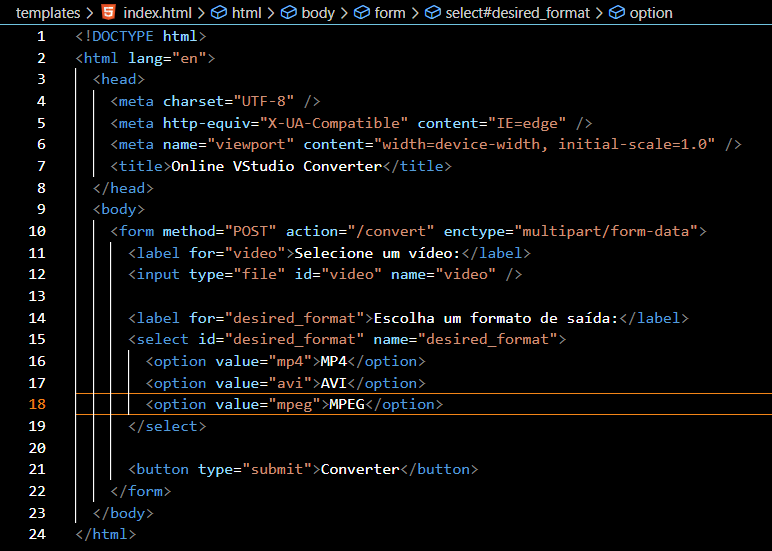 templates > index.html > html > body > form > select#desired_format > option
1 <!DOCTYPE html>
2 <html lang="en">
3 <head>
4 <meta charset="UTF-8" />
5 <meta http-equiv="X-UA-Compatible" content="IE=edge" />
6 <meta name="viewport" content="width=device-width, initial-scale=1.0" />
7 <title>Online VStudio Converter</title>
8 </head>
9 <body>
10 <form method="POST" action="/convert" enctype="multipart/form-data">
11 <label for="video">Selecione um vídeo:</label>
12 <input type="file" id="video" name="video" />
13
14 <label for="desired_format">Escolha um formato de saída:</label>
15 <select id="desired_format" name="desired_format">
16 <option value="mp4">MP4</option>
17 <option value="avi">AVI</option>
18 <option value="mpeg">MPEG</option>
19 </select>
20
21 <button type="submit">Converter</button>
22 </form>
23 </body>
24 </html>